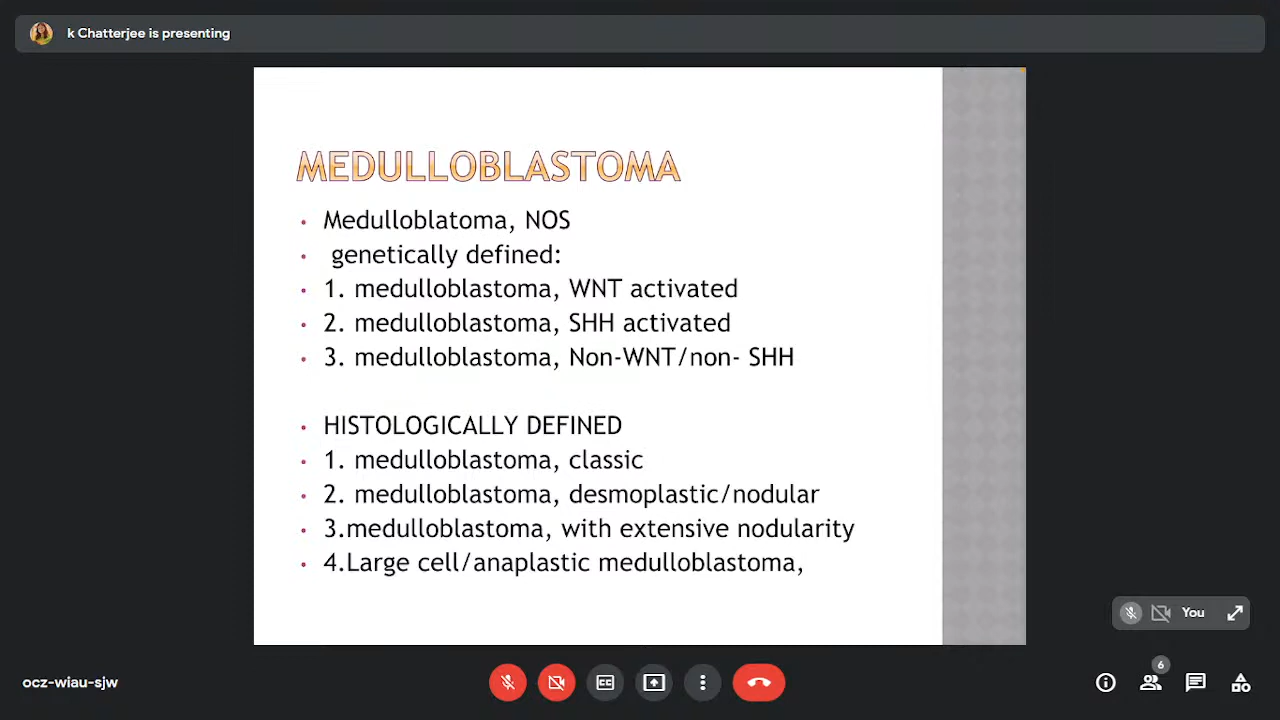 k Chatterjee is presenting
MEDULLOBLASTOMA
• Medulloblatoma, NOS
• genetically defined:
• 1. medulloblastoma, WNT activated
• 2. medulloblastoma, SHH activated
• 3. medulloblastoma, Non-WNT/non- SHH
• HISTOLOGICALLY DEFINED
• 1. medulloblastoma, classic
• 2. medulloblastoma, desmoplastic/nodular
• 3.medulloblastoma, with extensive nodularity
• 4.Large cell/anaplastic medulloblastoma,
You
ocz-wiau-sjw
CC
6